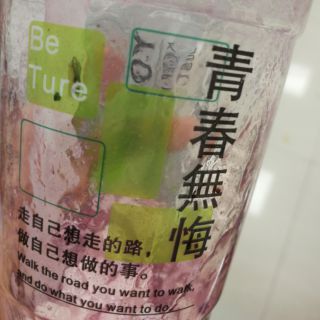 Be
Ture
青春無悔
走自己想走的路，
做自己想做的事。
Walk the road you want to walk,
and do what you want to do